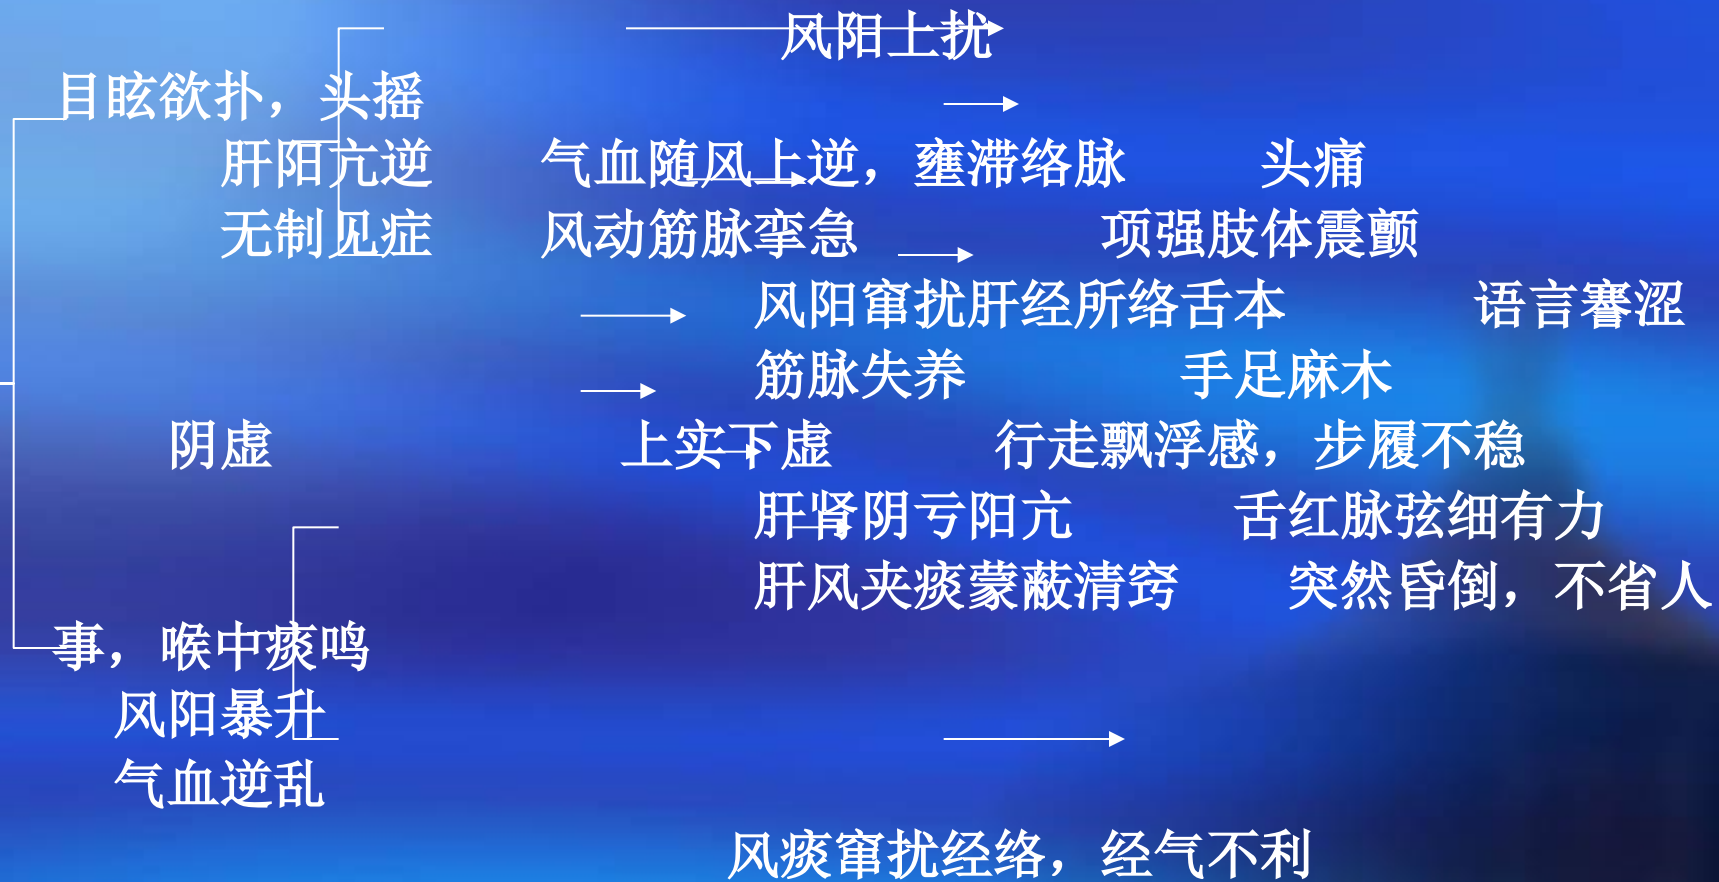 风阳上扰
目眩欲扑，头摇
肝阳亢逆 气血随风上逆，壅滞络脉 头痛
无制见症 风动筋脉挛急 项强肢体震颤
风阳窜扰肝经所络舌本 语言謇涩
筋脉失养 手足麻木
阴虚 上实下虚 行走飘浮感，步履不稳
肝肾阴亏阳亢 舌红脉弦细有力
肝风夹痰蒙蔽清窍 突然昏倒，不省人
事，喉中痰鸣
风阳暴升
气血逆乱
风痰窜扰经络，经气不利